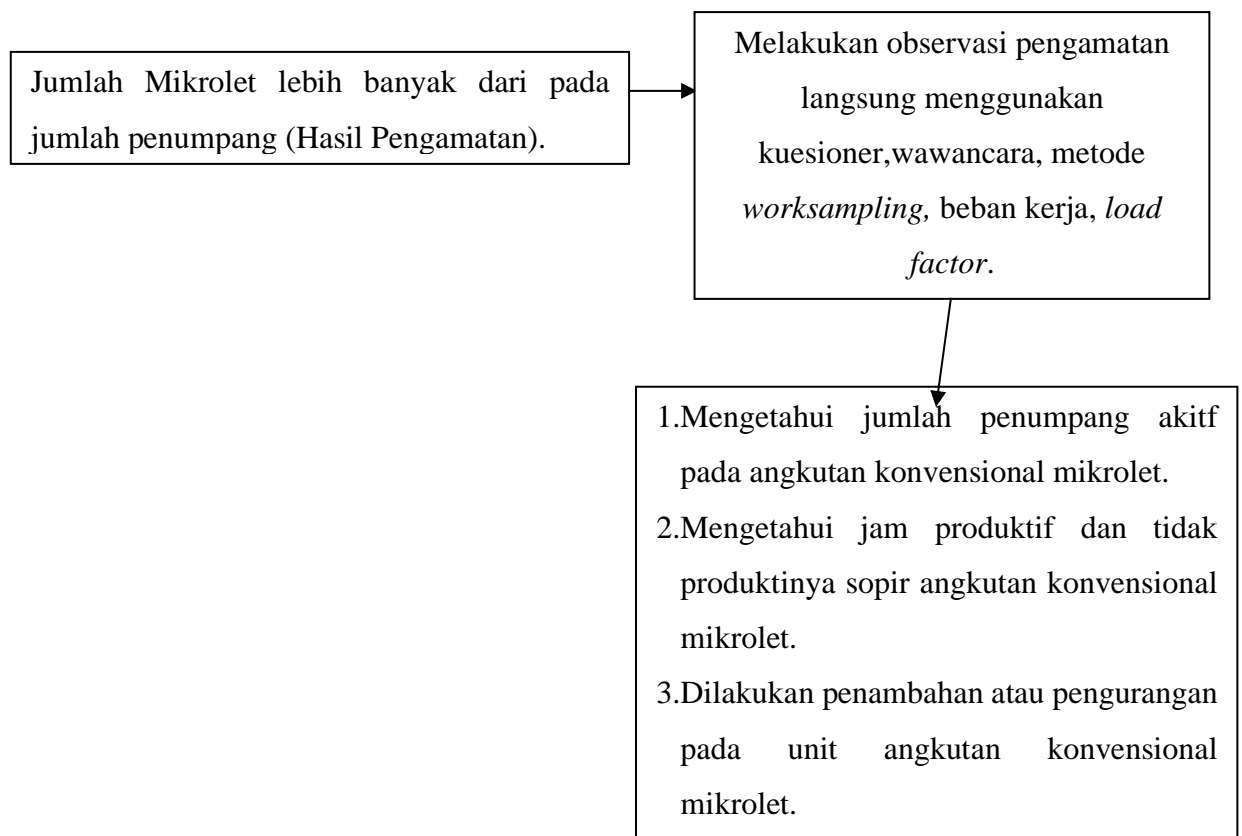 Jumlah Mikrolet lebih banyak dari pada
jumlah penumpang (Hasil Pengamatan).
Melakukan observasi pengamatan
langsung menggunakan
kuesioner,wawancara, metode
worksampling, beban kerja, load
factor.
1.Mengetahui jumlah penumpang akitf
pada angkutan konvensional mikrolet.
2.Mengetahui jam produktif dan tidak
produktinya sopir angkutan konvensional
mikrolet.
3.Dilakukan penambahan atau pengurangan
pada unit angkutan konvensional
mikrolet.